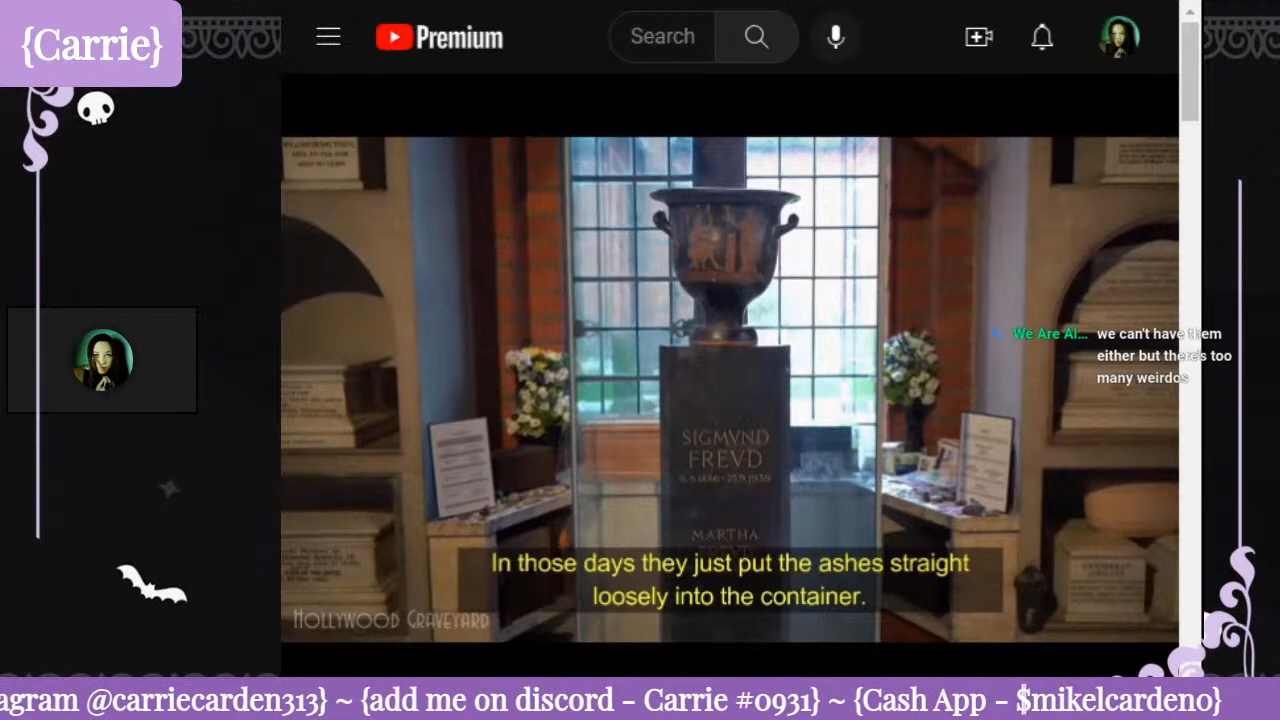 {Carrie}
Premium
Search
SIGMVND
FREVD
MARTHA
We Are Al... we can't have them
either but there's too
many weirdos
In those days they just put the ashes straight
loosely into the container.
HOLLYWOOD GRAVEYARD
agram @carriecarden313} ~ {add me on discord - Carrie #0931} ~ {Cash App - $mikelcarden0}